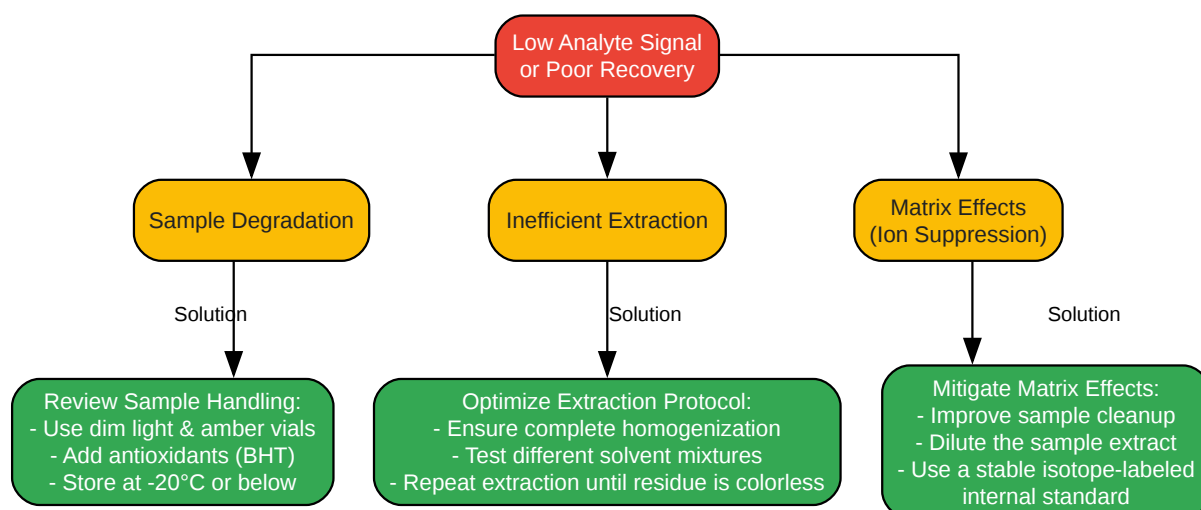 Low Analyte Signal
or Poor Recovery
Sample Degradation
Inefficient Extraction
Matrix Effects
(Ion Suppression)
Solution
Solution
Solution
Review Sample Handling:
- Use dim light & amber vials
- Add antioxidants (BHT)
- Store at -20°C or below
Optimize Extraction Protocol:
- Ensure complete homogenization
- Test different solvent mixtures
- Repeat extraction until residue is colorless
Mitigate Matrix Effects:
- Improve sample cleanup
- Dilute the sample extract
- Use a stable isotope-labeled
internal standard